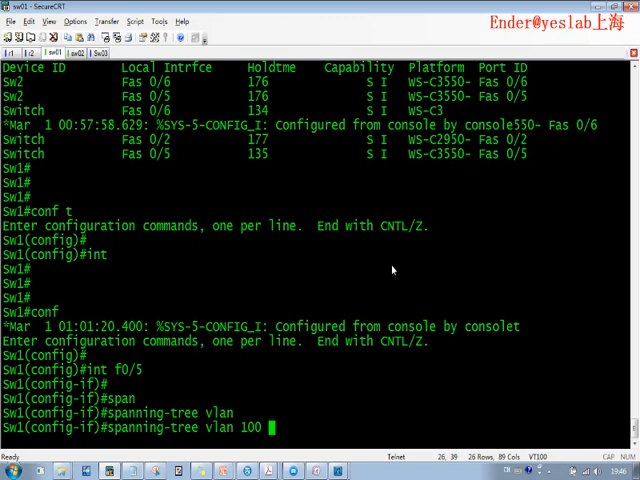 sw01 - SecureCRT
Ender@yeslab上海
File Edit View Options Transfer Script Tools Help
r1 r2 sw01 sw02 Sw03
Device ID Local Intrfce Holdtme Capability Platform Port ID
Sw2 Fas 0/6 176 S I WS-C3550- Fas 0/6
Sw2 Fas 0/5 176 S I WS-C3550- Fas 0/5
Switch Fas 0/6 134 S I WS-C3
*Mar 1 00:57:58.629: %SYS-5-CONFIG_I: Configured from console by console550- Fas 0/6
Switch Fas 0/2 177 S I WS-C2950- Fas 0/2
Switch Fas 0/5 135 S I WS-C3550- Fas 0/5
Sw1#
Sw1#
Sw1#
Sw1#conf t
Enter configuration commands, one per line. End with CNTL/Z.
Sw1(config)#
Sw1(config)#int
Sw1#
Sw1#
Sw1#
Sw1#conf
*Mar 1 01:01:20.400: %SYS-5-CONFIG_I: Configured from console by consolet
Enter configuration commands, one per line. End with CNTL/Z.
Sw1(config)#
Sw1(config)#int f0/5
Sw1(config-if)#
Sw1(config-if)#span
Sw1(config-if)#spanning-tree vlan
Sw1(config-if)#spanning-tree vlan 100
Ready Telnet 26, 39 26 Rows, 89 Cols VT100 CAP NUM
EN 19:46